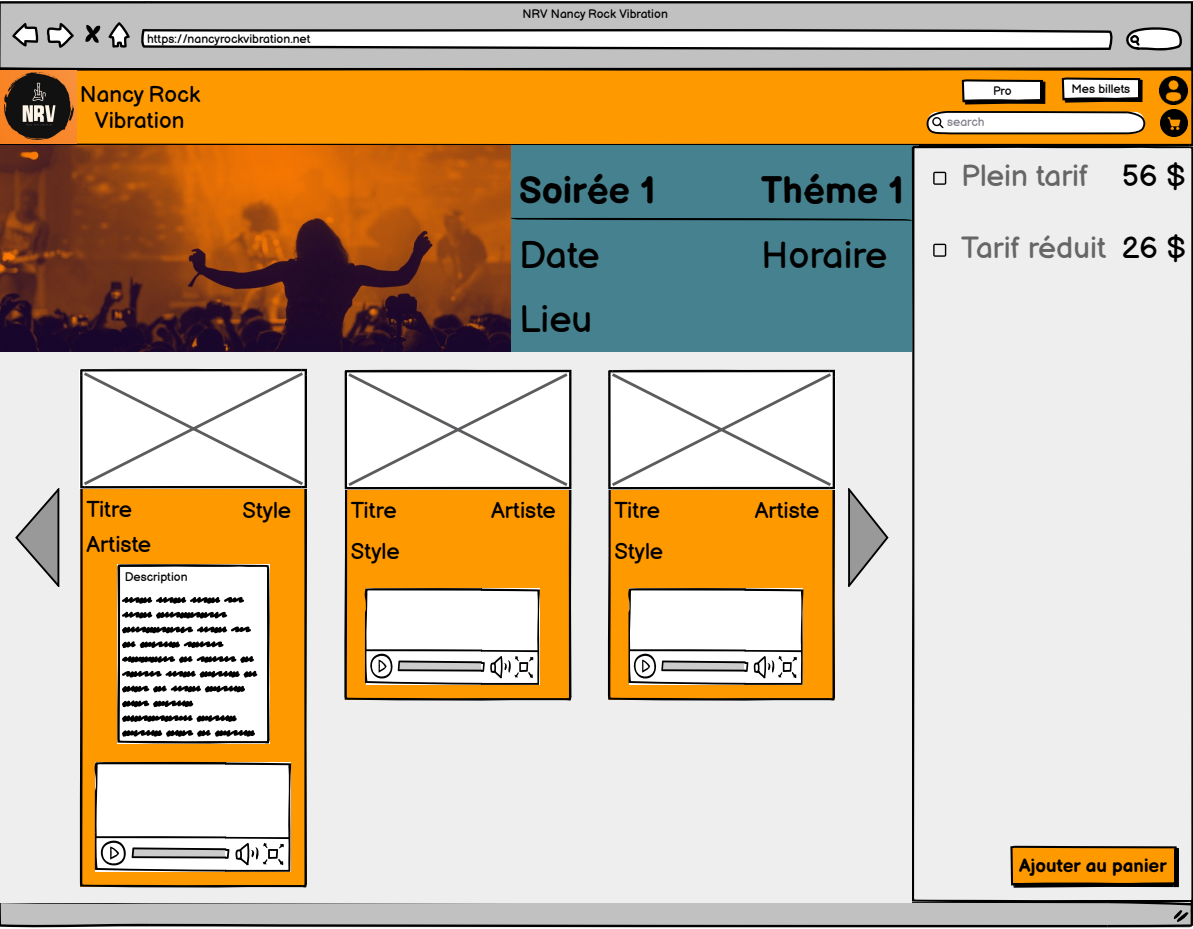 NRV Nancy Rock Vibration
https://nancyrockvibration.net
NRV
Nancy Rock
Vibration
Pro
Mes billets
search
Soirée 1
Théme 1
Date
Horaire
Lieu
Plein tarif
56 $
Tarif réduit
26 $
Titre
Style
Artiste
Description
Titre
Artiste
Style
Titre
Artiste
Style
Ajouter au panier